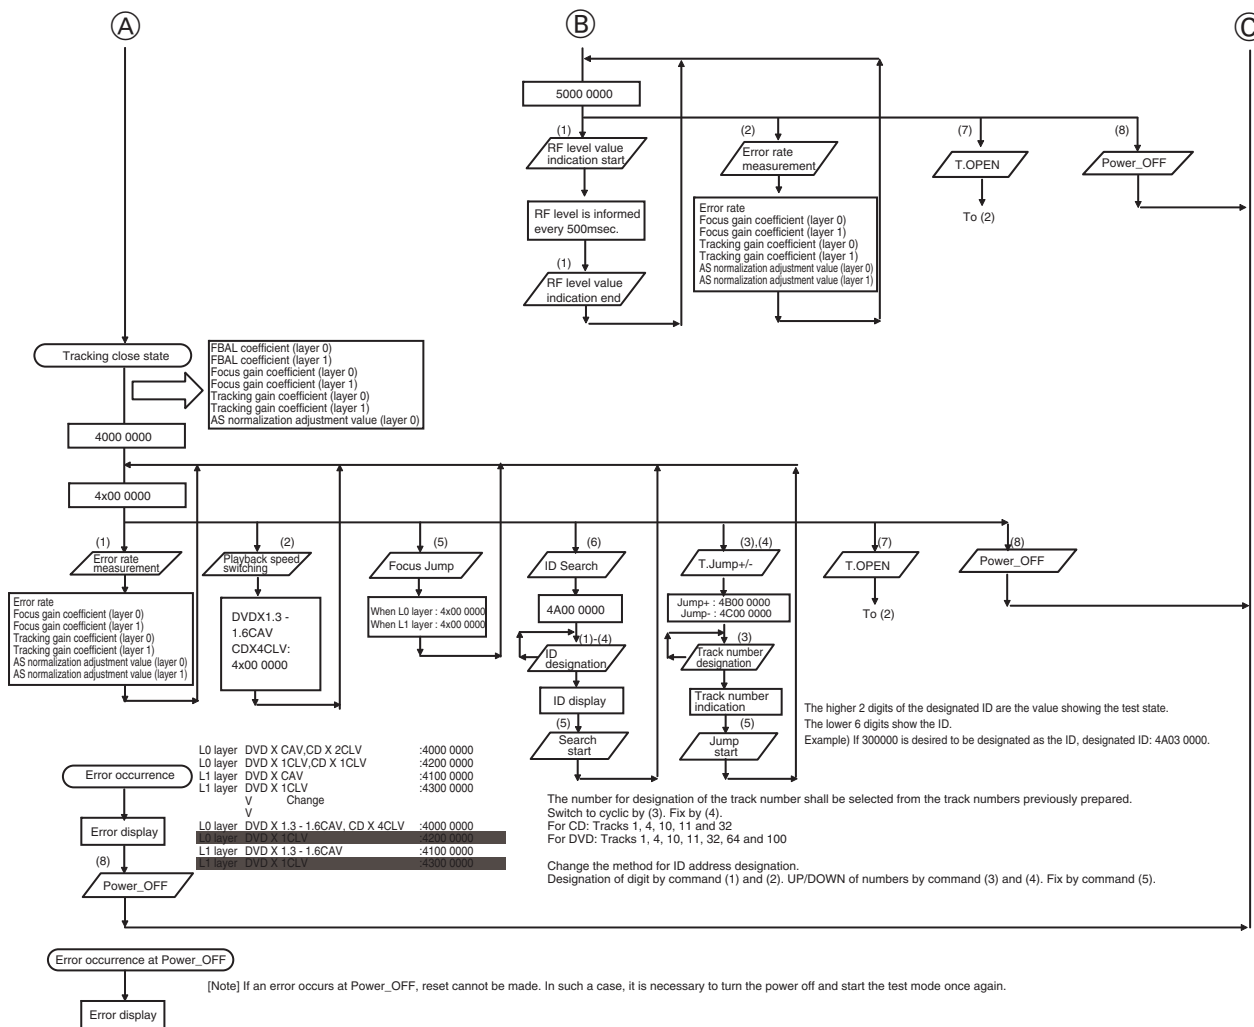 A
B
C
5000 0000
(1)
RF level value
indication start
RF level is informed
every 500msec.
(1)
RF level value
indication end
(2)
Error rate
measurement
Error rate
Focus gain coefficient (layer 0)
Focus gain coefficient (layer 1)
Tracking gain coefficient (layer 0)
Tracking gain coefficient (layer 1)
AS normalization adjustment value (layer 0)
AS normalization adjustment value (layer 1)
(7)
T.OPEN
To (2)
(8)
Power_OFF
Tracking close state
FBAL coefficient (layer 0)
FBAL coefficient (layer 1)
Focus gain coefficient (layer 0)
Focus gain coefficient (layer 1)
Tracking gain coefficient (layer 0)
Tracking gain coefficient (layer 1)
AS normalization adjustment value (layer 0)
4000 0000
4x00 0000
(1)
Error rate
measurement
Error rate
Focus gain coefficient (layer 0)
Focus gain coefficient (layer 1)
Tracking gain coefficient (layer 0)
Tracking gain coefficient (layer 1)
AS normalization adjustment value (layer 0)
AS normalization adjustment value (layer 1)
(2)
Playback speed
switching
DVDX1.3 -
1.6CAV
CDX4CLV:
4x00 0000
(5)
Focus Jump
When L0 layer : 4x00 0000
When L1 layer : 4x00 0000
(6)
ID Search
4A00 0000
(1)-(4)
ID
designation
ID display
(5)
Search
start
(3),(4)
T.Jump+/-
Jump+ : 4B00 0000
Jump- : 4C00 0000
(3)
Track number
designation
Track number
indication
(5)
Jump
start
(7)
T.OPEN
To (2)
(8)
Power_OFF
The higher 2 digits of the designated ID are the value showing the test state.
The lower 6 digits show the ID.
Example) If 300000 is desired to be designated as the ID, designated ID: 4A03 0000.
Error occurrence
Error display
(8)
Power_OFF
L0 layer DVD X CAV,CD X 2CLV :4000 0000
L0 layer DVD X 1CLV,CD X 1CLV :4200 0000
L1 layer DVD X CAV :4100 0000
L1 layer DVD X 1CLV :4300 0000
V Change
V
L0 layer DVD X 1.3 - 1.6CAV, CD X 4CLV :4000 0000
L0 layer DVD X 1CLV :4200 0000
L1 layer DVD X 1.3 - 1.6CAV :4100 0000
L1 layer DVD X 1CLV :4300 0000
The number for designation of the track number shall be selected from the track numbers previously prepared.
Switch to cyclic by (3). Fix by (4).
For CD: Tracks 1, 4, 10, 11 and 32
For DVD: Tracks 1, 4, 10, 11, 32, 64 and 100
Change the method for ID address designation.
Designation of digit by command (1) and (2). UP/DOWN of numbers by command (3) and (4). Fix by command (5).
Error occurrence at Power_OFF
[Note] If an error occurs at Power_OFF, reset cannot be made. In such a case, it is necessary to turn the power off and start the test mode once again.
Error display